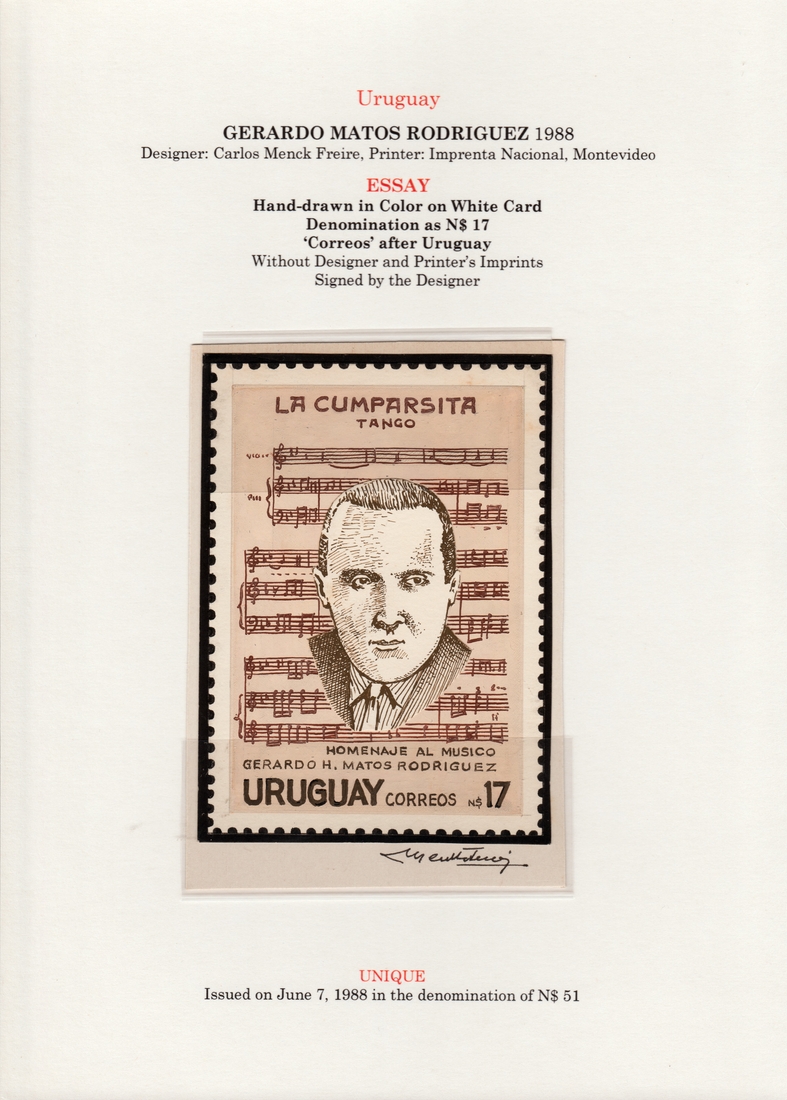 Uruguay
GERARDO MATOS RODRIGUEZ 1988
Designer: Carlos Menck Freire, Printer: Imprenta Nacional, Montevideo
ESSAY
Hand-drawn in Color on White Card
Denomination as N$ 17
‘Correos’ after Uruguay
Without Designer and Printer’s Imprints
Signed by the Designer
LA CUMPARSITA
TANGO
HOMENAJE AL MUSICO
GERARDO H. MATOS RODRIGUEZ
URUGUAY CORREOS N$ 17
UNIQUE
Issued on June 7, 1988 in the denomination of N$ 51